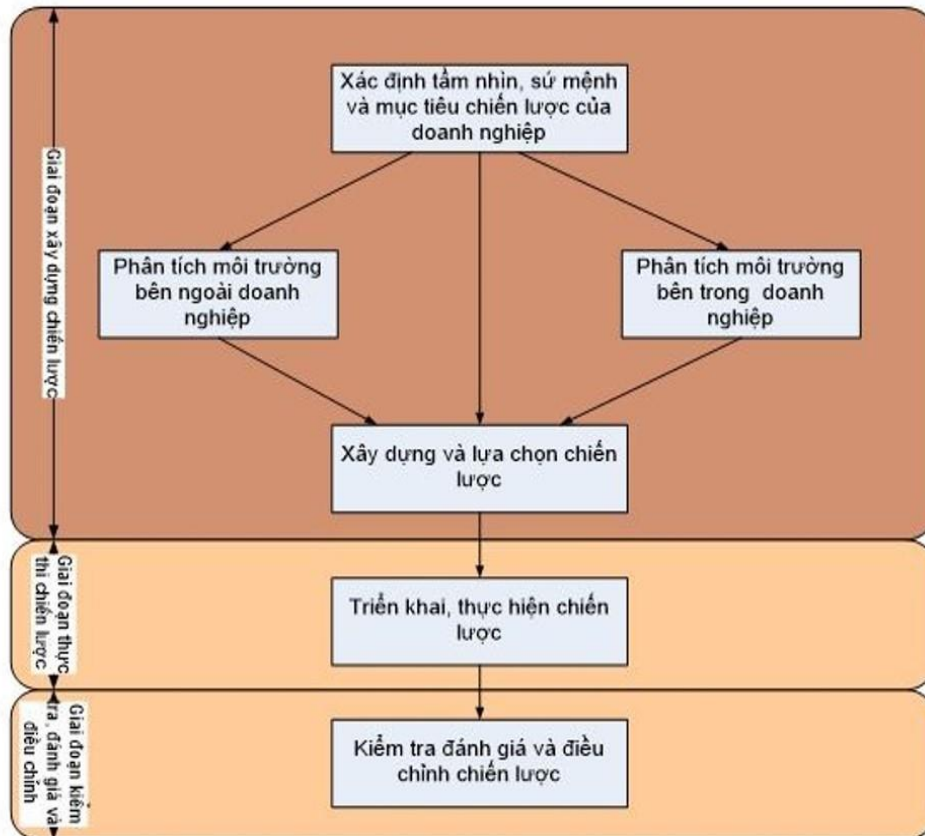 Xác định tầm nhìn, sứ mệnh
và mục tiêu chiến lược của
doanh nghiệp
Giai đoạn xây dựng chiến lược
Phân tích môi trường
bên ngoài doanh
nghiệp
Phân tích môi trường
bên trong doanh
nghiệp
Xây dựng và lựa chọn chiến
lược
Giai đoạn thực
thi chiến lược
Triển khai, thực hiện chiến
lược
Giai đoạn kiểm
tra, đánh giá và
điều chỉnh
Kiểm tra đánh giá và điều
chỉnh chiến lược